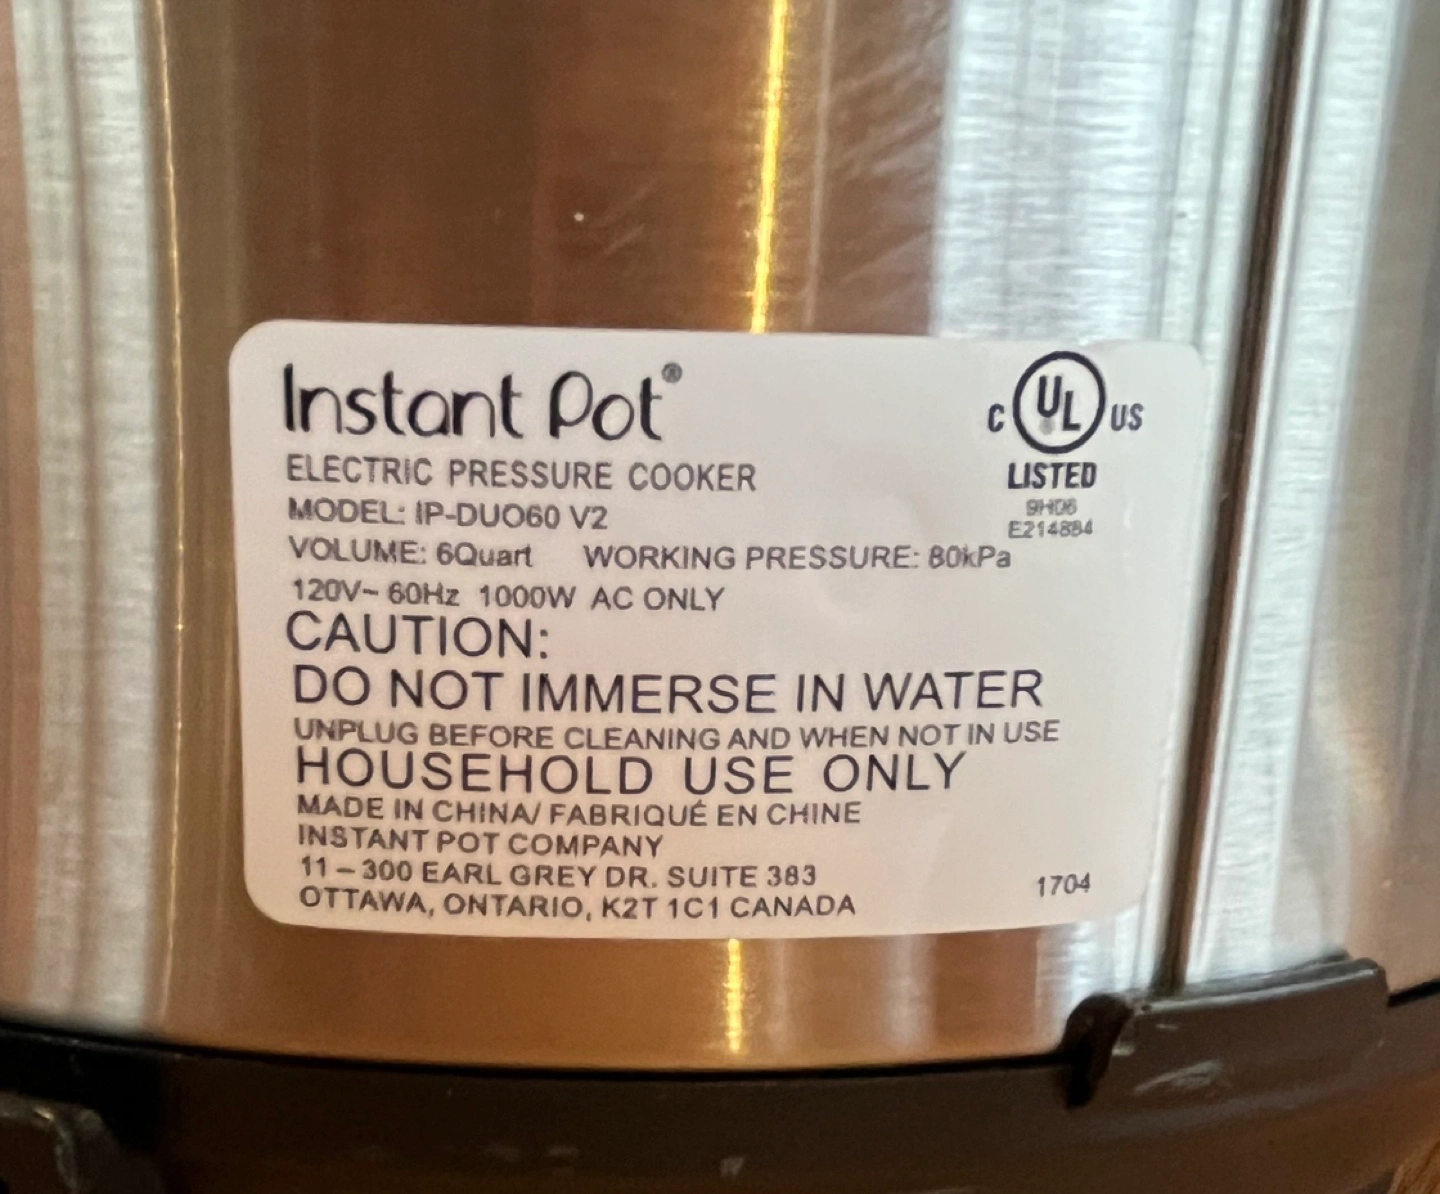 Instant Pot®
C UL US
LISTED
9H06
E214884
ELECTRIC PRESSURE COOKER
MODEL: IP-DUO60 V2
VOLUME: 6Quart WORKING PRESSURE: 80kPa
120V~ 60Hz 1000W AC ONLY
CAUTION:
DO NOT IMMERSE IN WATER
UNPLUG BEFORE CLEANING AND WHEN NOT IN USE
HOUSEHOLD USE ONLY
MADE IN CHINA/ FABRIQUÉ EN CHINE
INSTANT POT COMPANY
11 – 300 EARL GREY DR. SUITE 383
OTTAWA, ONTARIO, K2T 1C1 CANADA
1704